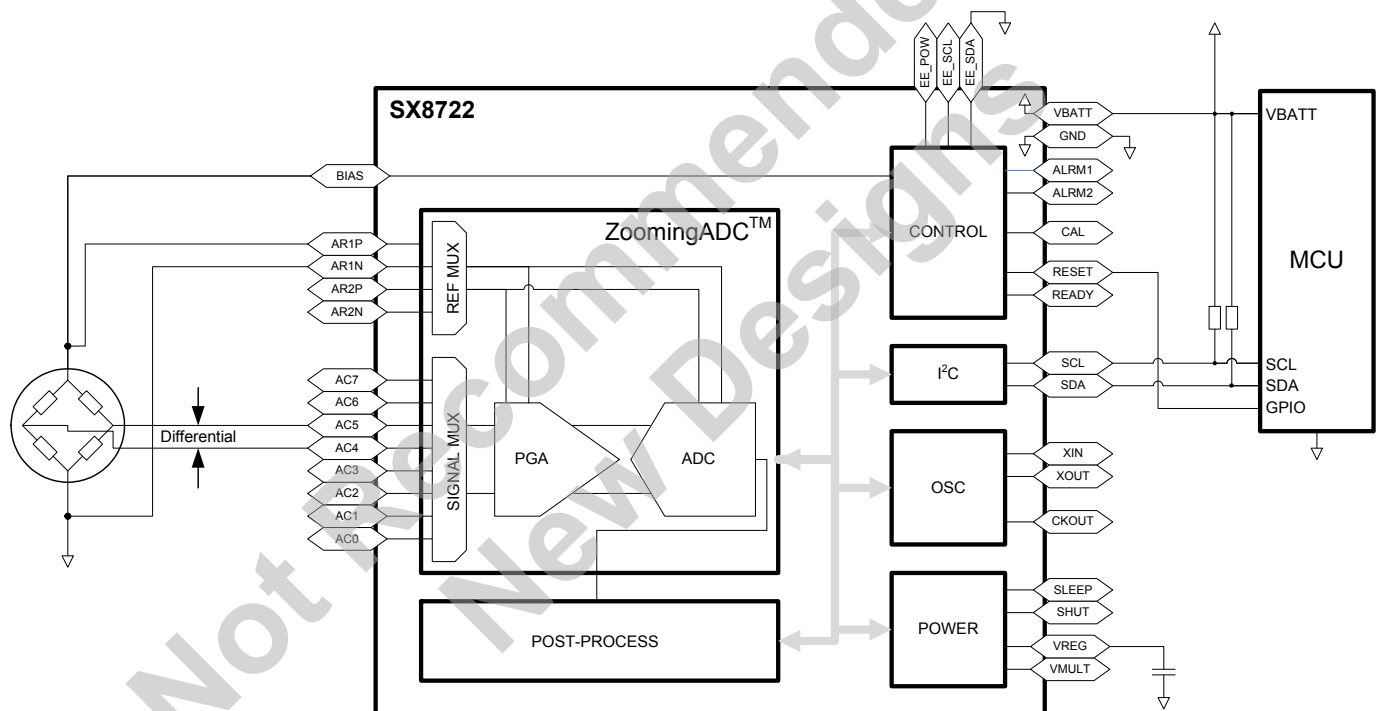 SX8722
EE_POW
EE_SCL
EE_SDA
VBATT
GND
ALRM1
ALRM2
CAL
RESET
READY
BIAS
CONTROL
ZoomingADC™
AR1P
AR1N
AR2P
AR2N
REF MUX
AC7
AC6
AC5
AC4
AC3
AC2
AC1
AC0
Differential
SIGNAL MUX
PGA
ADC
POST-PROCESS
I²C
SCL
SDA
OSC
XIN
XOUT
CKOUT
POWER
SLEEP
SHUT
VREG
VMULT
VBATT
MCU
SCL
SDA
GPIO
Not Recommende
New Designs